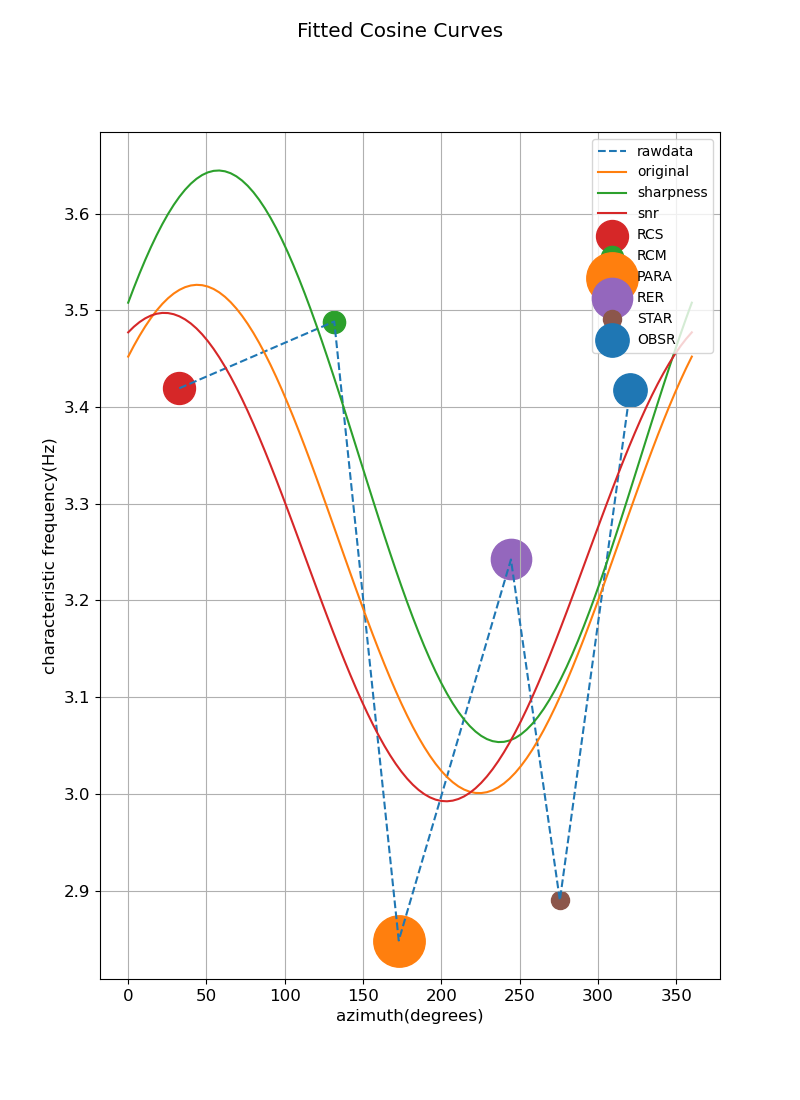 Fitted Cosine Curves
rawdata
original
sharpness
snr
RCS
RCM
PARA
RER
STAR
OBSR
3.6
3.5
3.4
3.3
3.2
3.1
3.0
2.9
characteristic frequency(Hz)
0 50 100 150 200 250 300 350
azimuth(degrees)